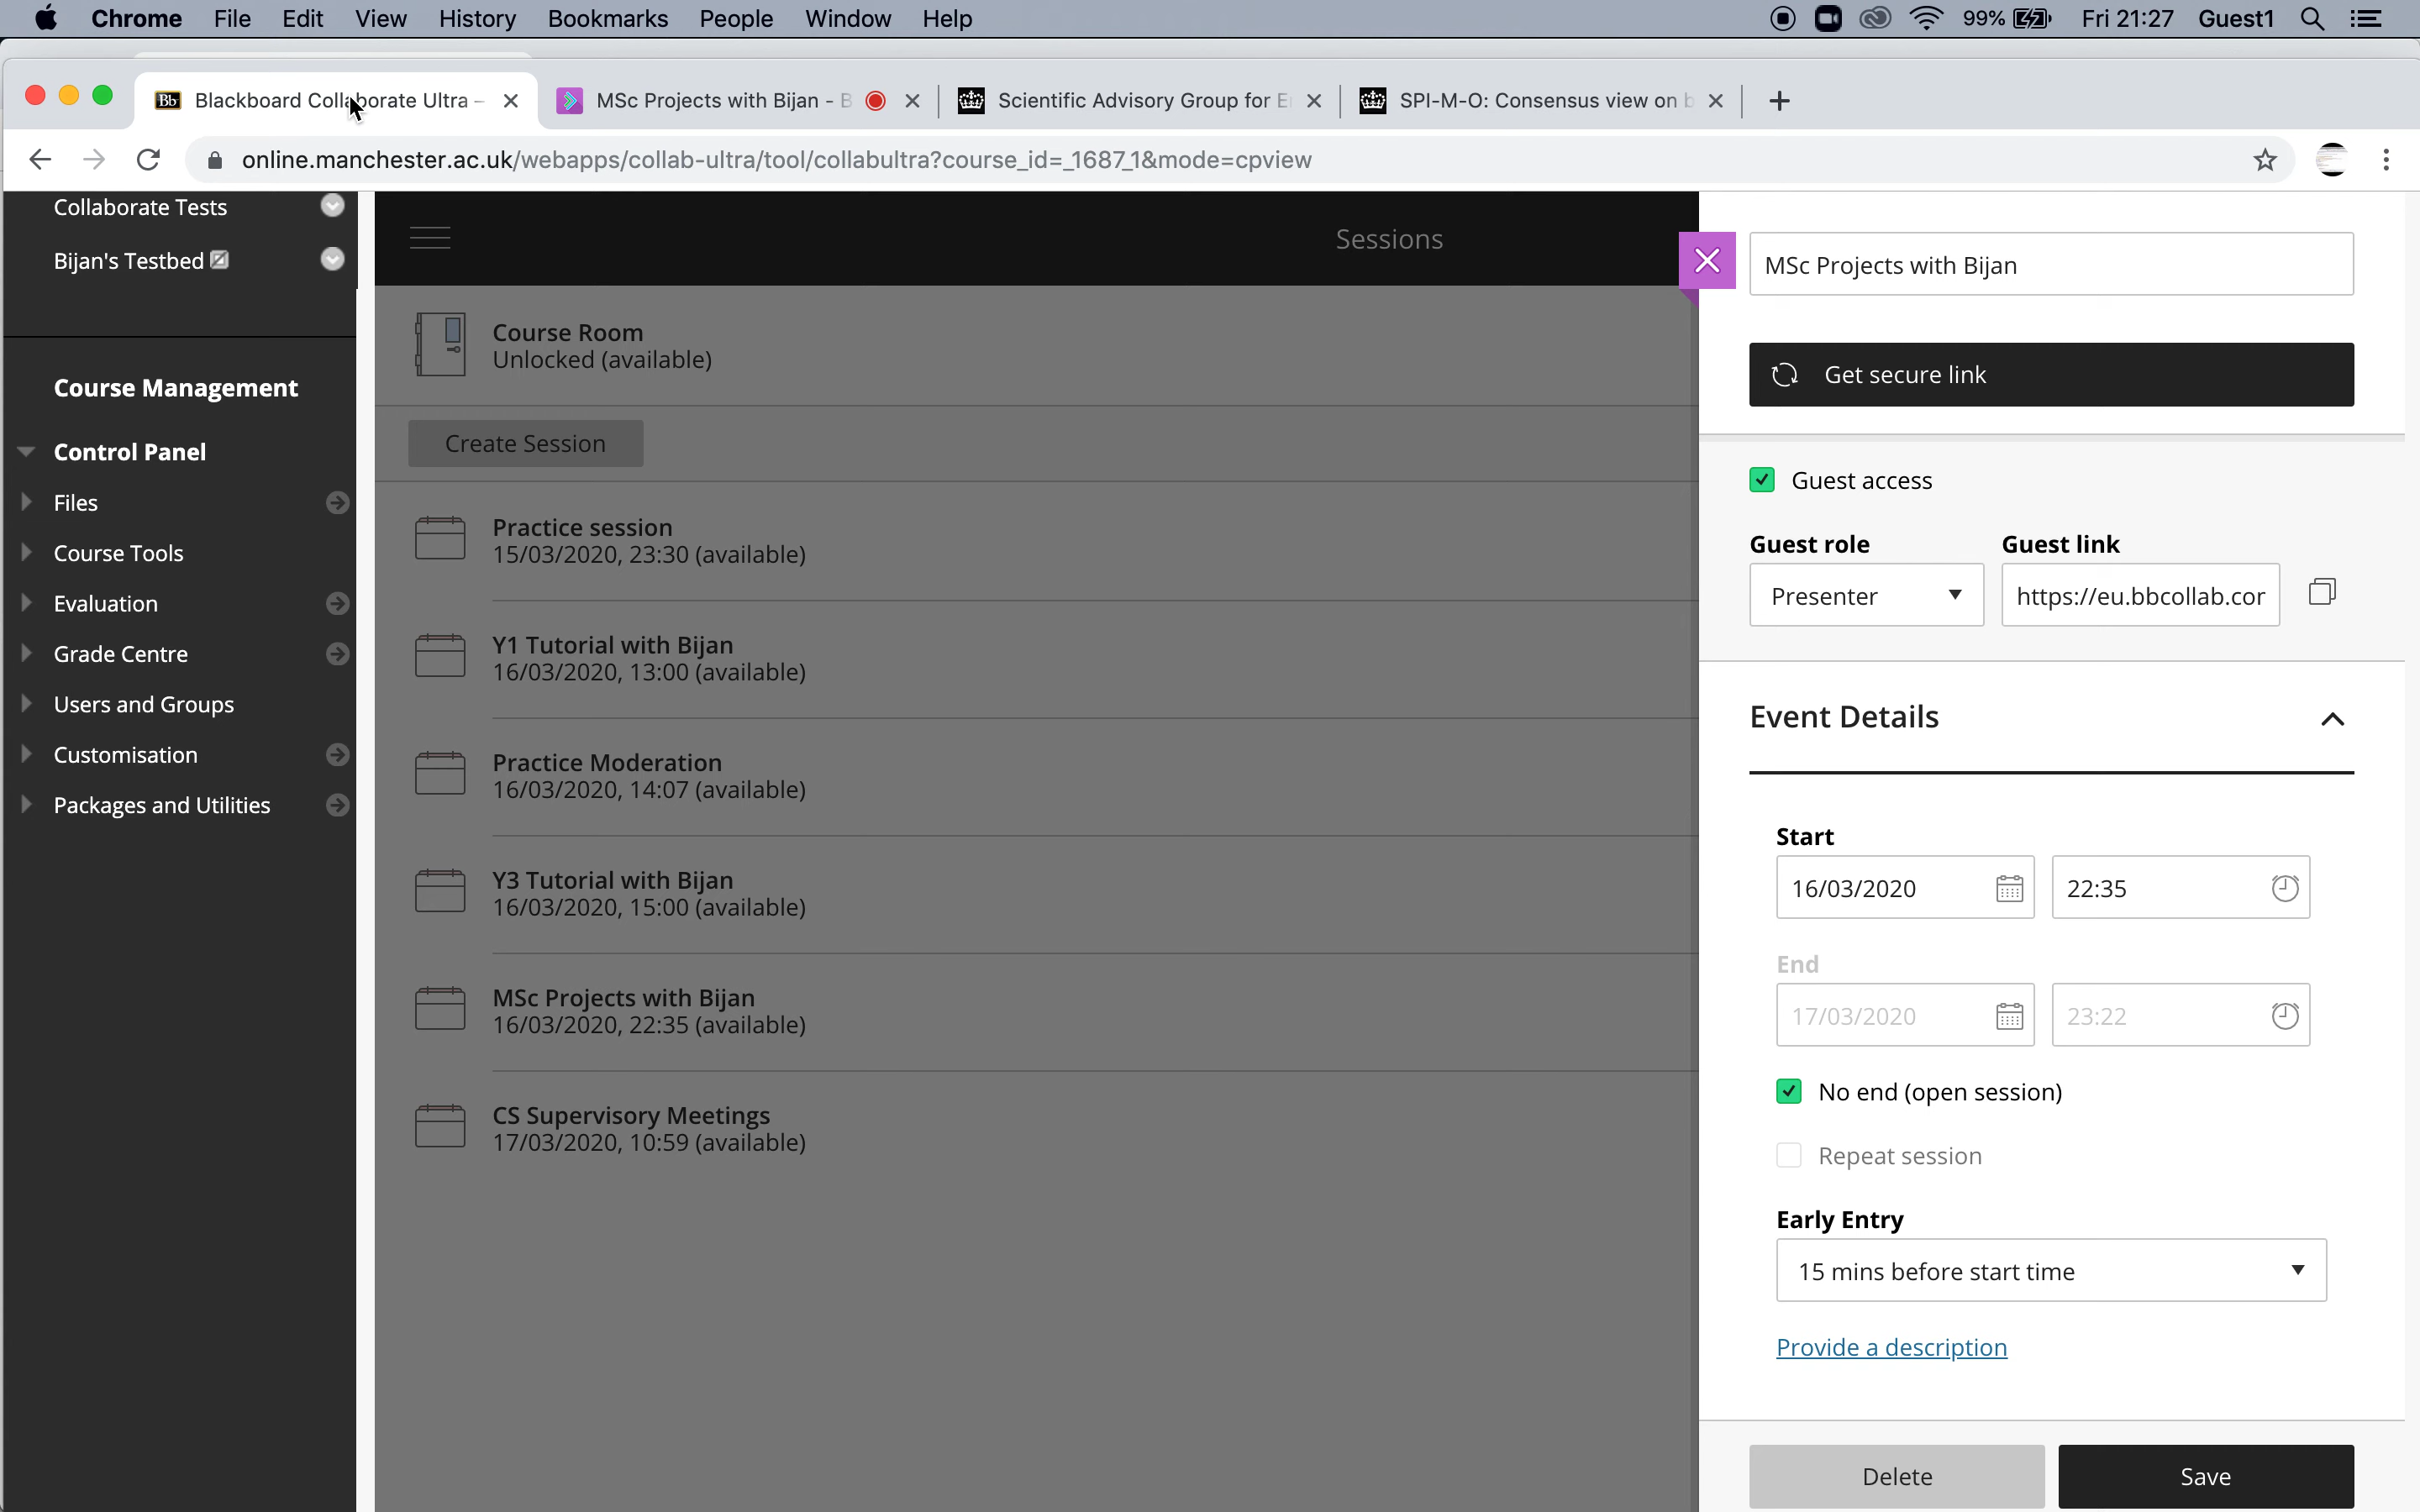 Chrome File Edit View History Bookmarks People Window Help 99% Fri 21:27 Guest1
Bb Blackboard Collaborate Ultra – MSc Projects with Bijan - B Scientific Advisory Group for E SPI-M-O: Consensus view on b
online.manchester.ac.uk/webapps/collab-ultra/tool/collabultra?course_id=_1687_1&mode=cpview
Collaborate Tests
Bijan's Testbed
Course Management
Control Panel
Files
Course Tools
Evaluation
Grade Centre
Users and Groups
Customisation
Packages and Utilities
Sessions
Course Room
Unlocked (available)
Create Session
Practice session
15/03/2020, 23:30 (available)
Y1 Tutorial with Bijan
16/03/2020, 13:00 (available)
Practice Moderation
16/03/2020, 14:07 (available)
Y3 Tutorial with Bijan
16/03/2020, 15:00 (available)
MSc Projects with Bijan
16/03/2020, 22:35 (available)
CS Supervisory Meetings
17/03/2020, 10:59 (available)
MSc Projects with Bijan
Get secure link
Guest access
Guest role Guest link
Presenter https://eu.bbcollab.cor
Event Details
Start
16/03/2020 22:35
End
17/03/2020 23:22
No end (open session)
Repeat session
Early Entry
15 mins before start time
Provide a description
Delete Save